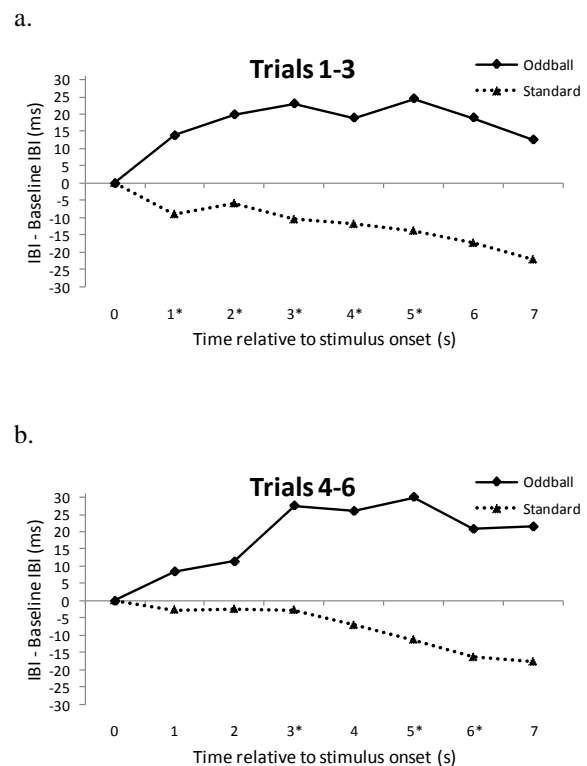 a.
Trials 1-3
Oddball
Standard
IBI - Baseline IBI (ms)
30
25
20
15
10
5
0
-5
-10
-15
-20
-25
-30
0 1* 2* 3* 4* 5* 6 7
Time relative to stimulus onset (s)
b.
Trials 4-6
Oddball
Standard
IBI - Baseline IBI (ms)
30
25
20
15
10
5
0
-5
-10
-15
-20
-25
-30
0 1 2 3* 4 5* 6* 7
Time relative to stimulus onset (s)